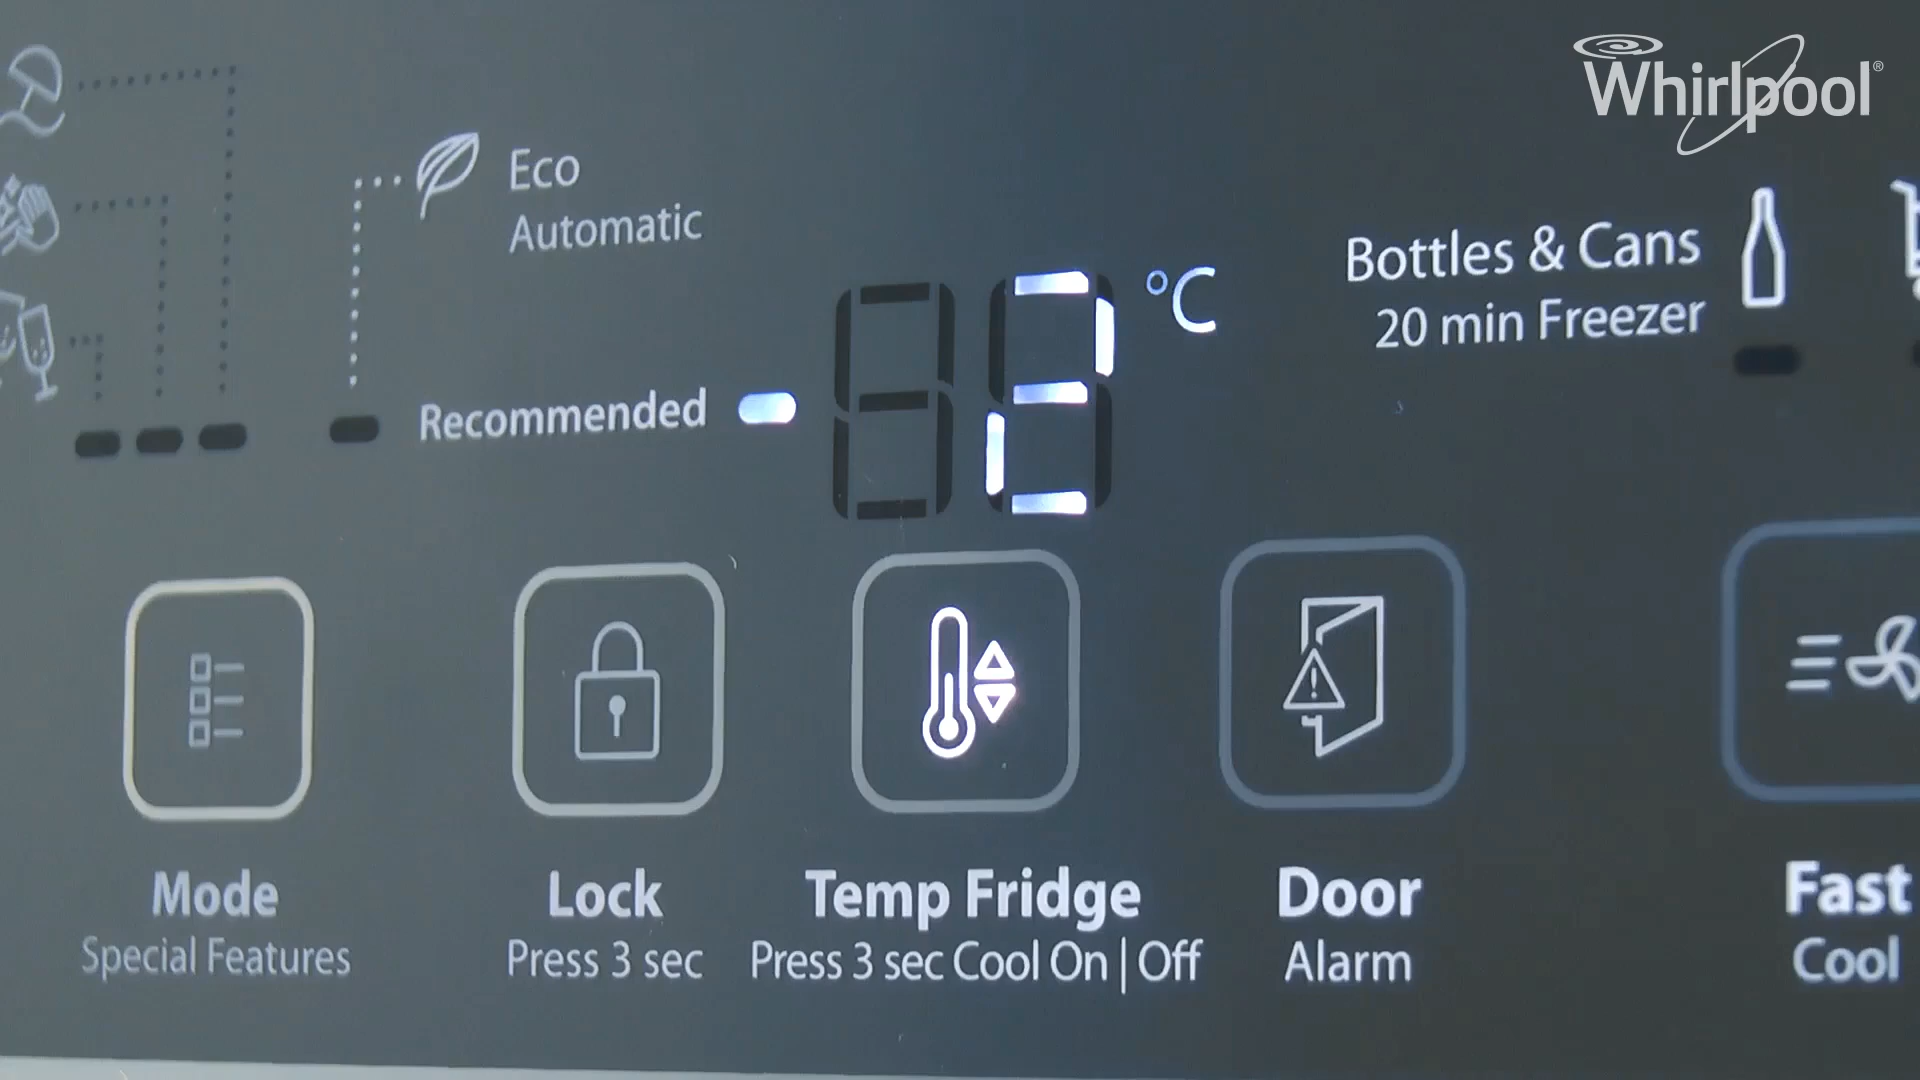 Whirlpool®
Eco
Automatic
Bottles & Cans
20 min Freezer
Recommended
2 °C
Mode
Special Features
Lock
Press 3 sec
Temp Fridge
Press 3 sec Cool On | Off
Door
Alarm
Fast
Cool